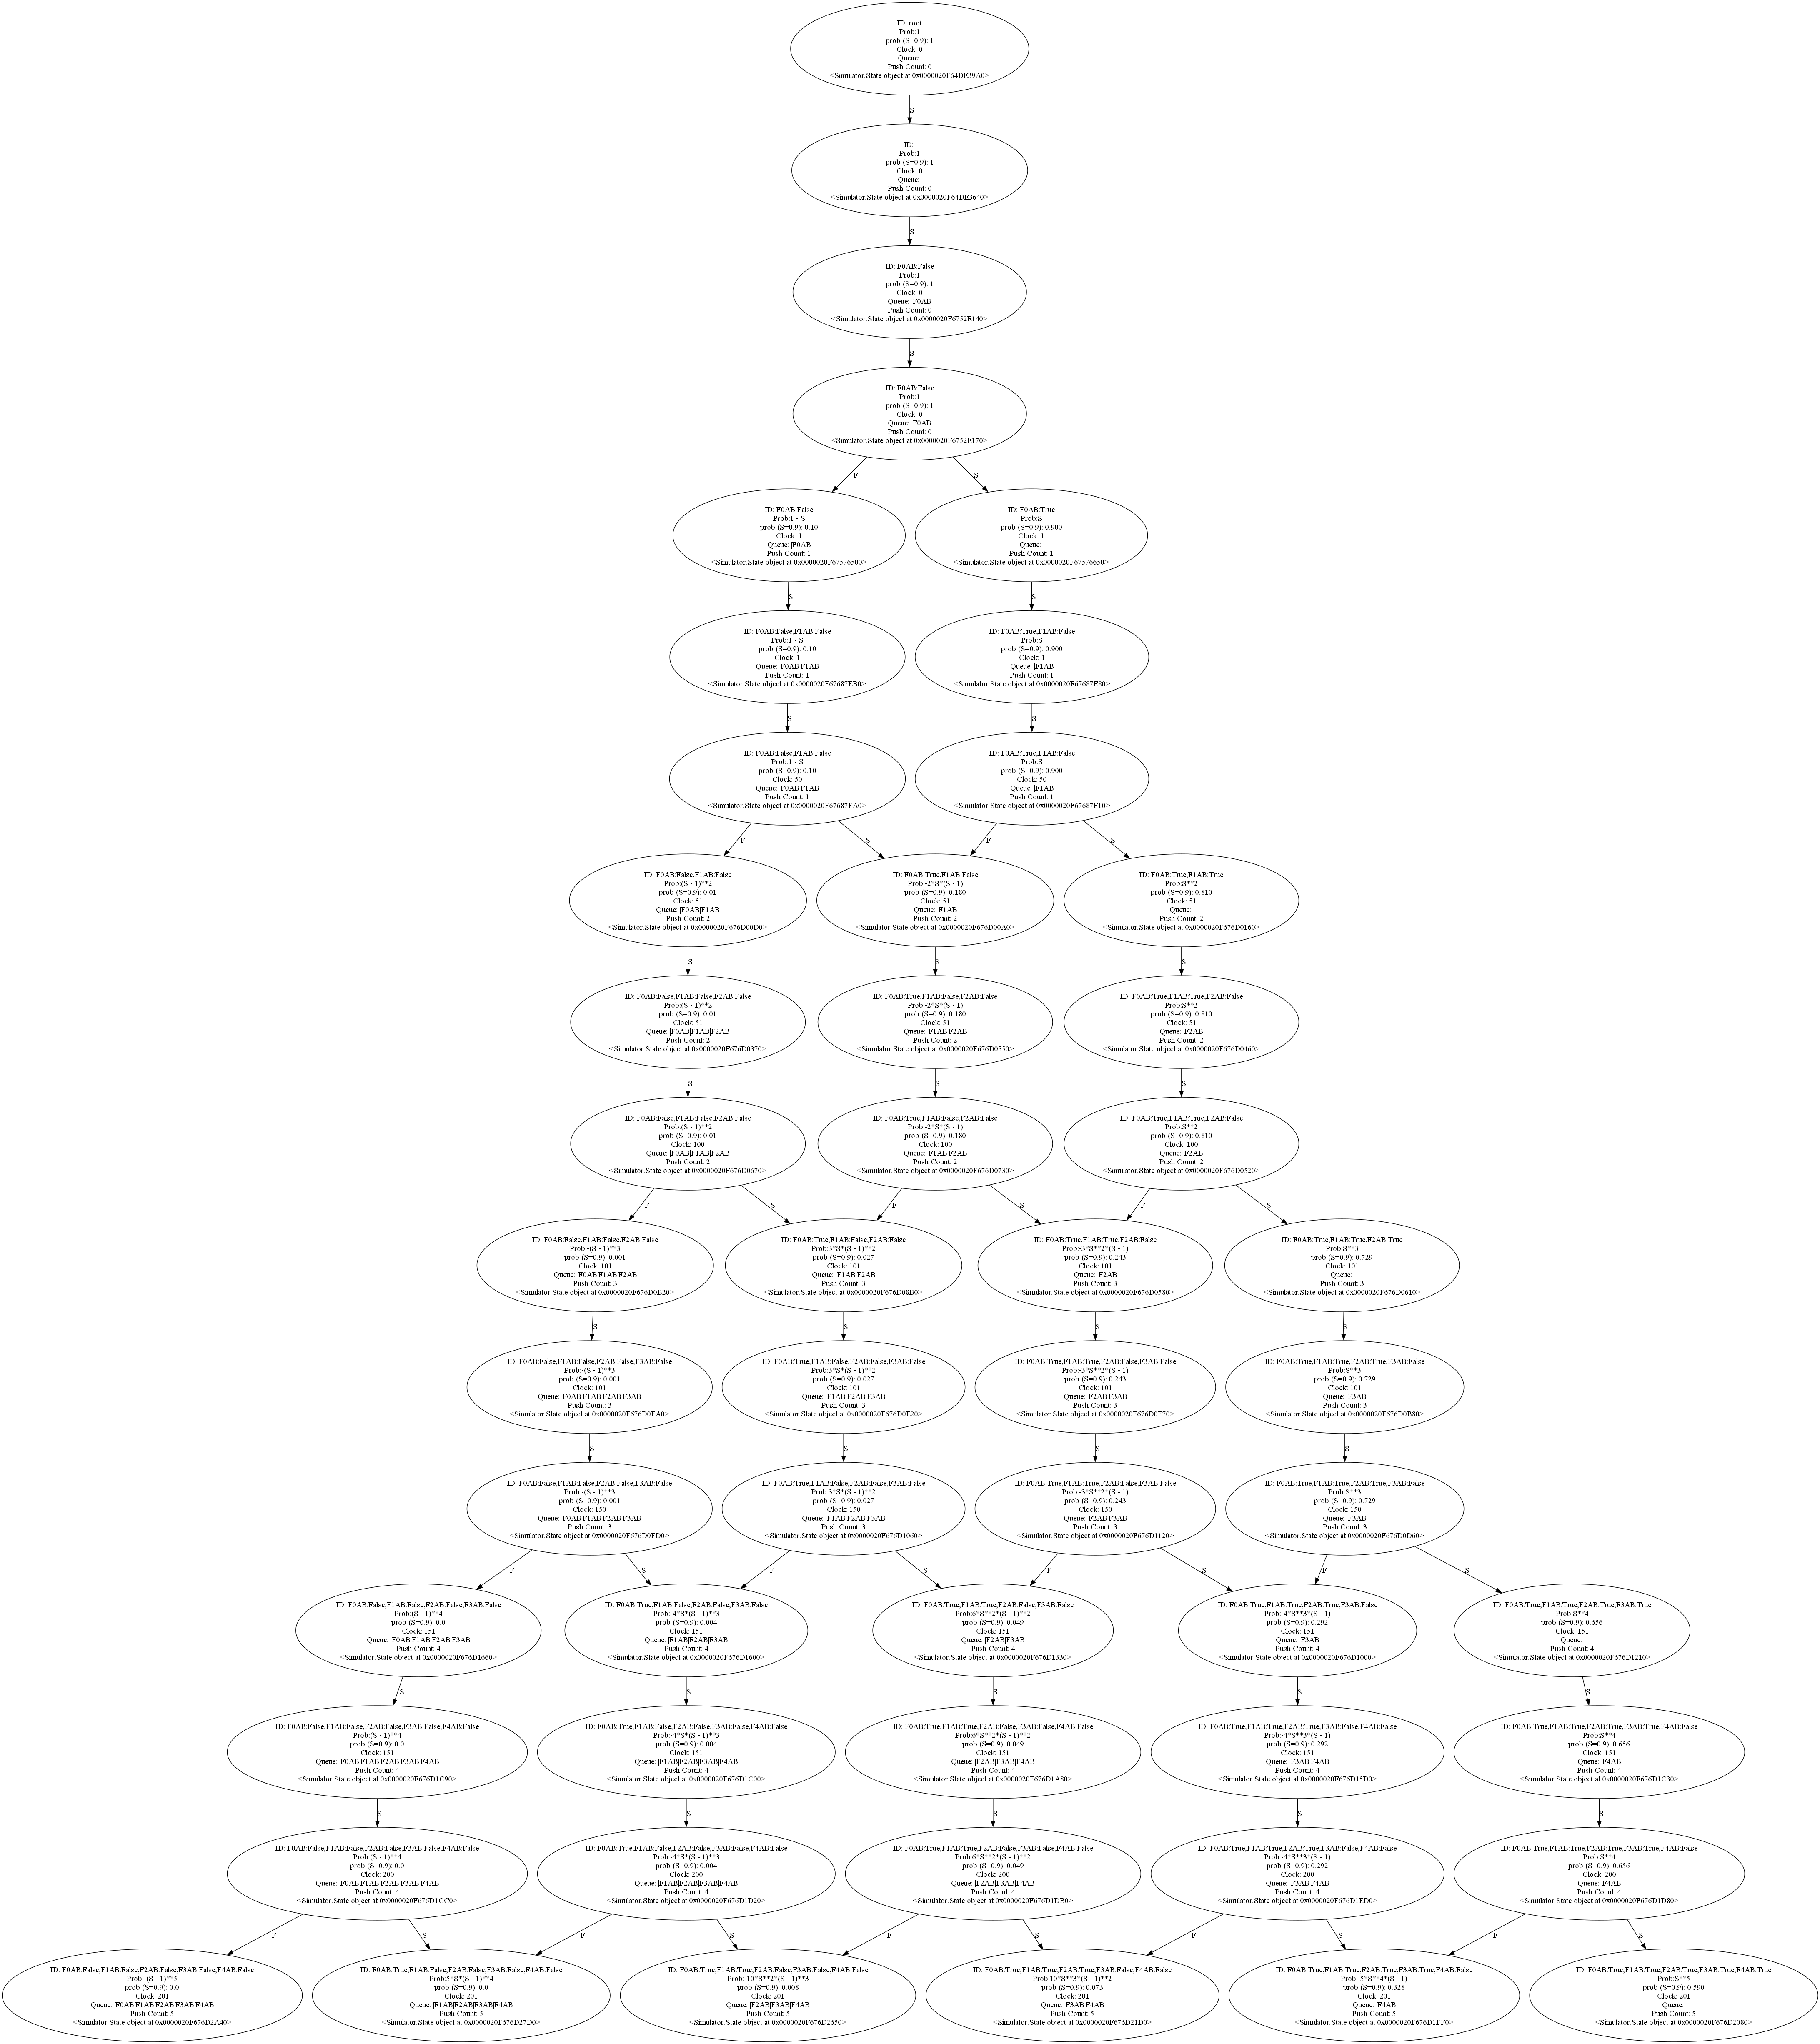 ID: root
Prob:1
prob (S=0.9): 1
Clock: 0
Queue:
Push Count: 0
<Simulator.State object at 0x0000020F64DE39A0>
S
ID:
Prob:1
prob (S=0.9): 1
Clock: 0
Queue:
Push Count: 0
<Simulator.State object at 0x0000020F64DE3640>
S
ID: F0AB:False
Prob:1
prob (S=0.9): 1
Clock: 0
Queue: |F0AB
Push Count: 0
<Simulator.State object at 0x0000020F6752E140>
S
ID: F0AB:False
Prob:1
prob (S=0.9): 1
Clock: 0
Queue: |F0AB
Push Count: 0
<Simulator.State object at 0x0000020F6752E170>
F
S
ID: F0AB:False
Prob:1 - S
prob (S=0.9): 0.10
Clock: 1
Queue: |F0AB
Push Count: 1
<Simulator.State object at 0x0000020F67576500>
ID: F0AB:True
Prob:S
prob (S=0.9): 0.900
Clock: 1
Queue:
Push Count: 1
<Simulator.State object at 0x0000020F67576650>
S
S
ID: F0AB:False,F1AB:False
Prob:1 - S
prob (S=0.9): 0.10
Clock: 1
Queue: |F0AB|F1AB
Push Count: 1
<Simulator.State object at 0x0000020F67687EB0>
ID: F0AB:True,F1AB:False
Prob:S
prob (S=0.9): 0.900
Clock: 1
Queue: |F1AB
Push Count: 1
<Simulator.State object at 0x0000020F67687E80>
S
S
ID: F0AB:False,F1AB:False
Prob:1 - S
prob (S=0.9): 0.10
Clock: 50
Queue: |F0AB|F1AB
Push Count: 1
<Simulator.State object at 0x0000020F67687FA0>
ID: F0AB:True,F1AB:False
Prob:S
prob (S=0.9): 0.900
Clock: 50
Queue: |F1AB
Push Count: 1
<Simulator.State object at 0x0000020F67687F10>
F
S
F
S
ID: F0AB:False,F1AB:False
Prob:(S - 1)**2
prob (S=0.9): 0.01
Clock: 51
Queue: |F0AB|F1AB
Push Count: 2
<Simulator.State object at 0x0000020F676D00D0>
ID: F0AB:True,F1AB:False
Prob:-2*S*(S - 1)
prob (S=0.9): 0.180
Clock: 51
Queue: |F1AB
Push Count: 2
<Simulator.State object at 0x0000020F676D00A0>
ID: F0AB:True,F1AB:True
Prob:S**2
prob (S=0.9): 0.810
Clock: 51
Queue:
Push Count: 2
<Simulator.State object at 0x0000020F676D0160>
S
S
S
ID: F0AB:False,F1AB:False,F2AB:False
Prob:(S - 1)**2
prob (S=0.9): 0.01
Clock: 51
Queue: |F0AB|F1AB|F2AB
Push Count: 2
<Simulator.State object at 0x0000020F676D0370>
ID: F0AB:True,F1AB:False,F2AB:False
Prob:-2*S*(S - 1)
prob (S=0.9): 0.180
Clock: 51
Queue: |F1AB|F2AB
Push Count: 2
<Simulator.State object at 0x0000020F676D0550>
ID: F0AB:True,F1AB:True,F2AB:False
Prob:S**2
prob (S=0.9): 0.810
Clock: 51
Queue: |F2AB
Push Count: 2
<Simulator.State object at 0x0000020F676D0460>
S
S
S
ID: F0AB:False,F1AB:False,F2AB:False
Prob:(S - 1)**2
prob (S=0.9): 0.01
Clock: 100
Queue: |F0AB|F1AB|F2AB
Push Count: 2
<Simulator.State object at 0x0000020F676D0670>
ID: F0AB:True,F1AB:False,F2AB:False
Prob:-2*S*(S - 1)
prob (S=0.9): 0.180
Clock: 100
Queue: |F1AB|F2AB
Push Count: 2
<Simulator.State object at 0x0000020F676D0730>
ID: F0AB:True,F1AB:True,F2AB:False
Prob:S**2
prob (S=0.9): 0.810
Clock: 100
Queue: |F2AB
Push Count: 2
<Simulator.State object at 0x0000020F676D0520>
F
S
F
S
F
S
ID: F0AB:False,F1AB:False,F2AB:False
Prob:-(S - 1)**3
prob (S=0.9): 0.001
Clock: 101
Queue: |F0AB|F1AB|F2AB
Push Count: 3
<Simulator.State object at 0x0000020F676D0B20>
ID: F0AB:True,F1AB:False,F2AB:False
Prob:3*S*(S - 1)**2
prob (S=0.9): 0.027
Clock: 101
Queue: |F1AB|F2AB
Push Count: 3
<Simulator.State object at 0x0000020F676D08B0>
ID: F0AB:True,F1AB:True,F2AB:False
Prob:-3*S**2*(S - 1)
prob (S=0.9): 0.243
Clock: 101
Queue: |F2AB
Push Count: 3
<Simulator.State object at 0x0000020F676D0580>
ID: F0AB:True,F1AB:True,F2AB:True
Prob:S**3
prob (S=0.9): 0.729
Clock: 101
Queue:
Push Count: 3
<Simulator.State object at 0x0000020F676D0610>
S
S
S
S
ID: F0AB:False,F1AB:False,F2AB:False,F3AB:False
Prob:-(S - 1)**3
prob (S=0.9): 0.001
Clock: 101
Queue: |F0AB|F1AB|F2AB|F3AB
Push Count: 3
<Simulator.State object at 0x0000020F676D0FA0>
ID: F0AB:True,F1AB:False,F2AB:False,F3AB:False
Prob:3*S*(S - 1)**2
prob (S=0.9): 0.027
Clock: 101
Queue: |F1AB|F2AB|F3AB
Push Count: 3
<Simulator.State object at 0x0000020F676D0E20>
ID: F0AB:True,F1AB:True,F2AB:False,F3AB:False
Prob:-3*S**2*(S - 1)
prob (S=0.9): 0.243
Clock: 101
Queue: |F2AB|F3AB
Push Count: 3
<Simulator.State object at 0x0000020F676D0F70>
ID: F0AB:True,F1AB:True,F2AB:True,F3AB:False
Prob:S**3
prob (S=0.9): 0.729
Clock: 101
Queue: |F3AB
Push Count: 3
<Simulator.State object at 0x0000020F676D0B80>
S
S
S
S
ID: F0AB:False,F1AB:False,F2AB:False,F3AB:False
Prob:-(S - 1)**3
prob (S=0.9): 0.001
Clock: 150
Queue: |F0AB|F1AB|F2AB|F3AB
Push Count: 3
<Simulator.State object at 0x0000020F676D0FD0>
ID: F0AB:True,F1AB:False,F2AB:False,F3AB:False
Prob:3*S*(S - 1)**2
prob (S=0.9): 0.027
Clock: 150
Queue: |F1AB|F2AB|F3AB
Push Count: 3
<Simulator.State object at 0x0000020F676D1060>
ID: F0AB:True,F1AB:True,F2AB:False,F3AB:False
Prob:-3*S**2*(S - 1)
prob (S=0.9): 0.243
Clock: 150
Queue: |F2AB|F3AB
Push Count: 3
<Simulator.State object at 0x0000020F676D1120>
ID: F0AB:True,F1AB:True,F2AB:True,F3AB:False
Prob:S**3
prob (S=0.9): 0.729
Clock: 150
Queue: |F3AB
Push Count: 3
<Simulator.State object at 0x0000020F676D0D60>
F
S
F
S
F
S
F
S
ID: F0AB:False,F1AB:False,F2AB:False,F3AB:False
Prob:(S - 1)**4
prob (S=0.9): 0.0
Clock: 151
Queue: |F0AB|F1AB|F2AB|F3AB
Push Count: 4
<Simulator.State object at 0x0000020F676D1660>
ID: F0AB:True,F1AB:False,F2AB:False,F3AB:False
Prob:-4*S*(S - 1)**3
prob (S=0.9): 0.004
Clock: 151
Queue: |F1AB|F2AB|F3AB
Push Count: 4
<Simulator.State object at 0x0000020F676D1600>
ID: F0AB:True,F1AB:True,F2AB:False,F3AB:False
Prob:6*S**2*(S - 1)**2
prob (S=0.9): 0.049
Clock: 151
Queue: |F2AB|F3AB
Push Count: 4
<Simulator.State object at 0x0000020F676D1330>
ID: F0AB:True,F1AB:True,F2AB:True,F3AB:False
Prob:-4*S**3*(S - 1)
prob (S=0.9): 0.292
Clock: 151
Queue: |F3AB
Push Count: 4
<Simulator.State object at 0x0000020F676D1000>
ID: F0AB:True,F1AB:True,F2AB:True,F3AB:True
Prob:S**4
prob (S=0.9): 0.656
Clock: 151
Queue:
Push Count: 4
<Simulator.State object at 0x0000020F676D1210>
S
S
S
S
S
ID: F0AB:False,F1AB:False,F2AB:False,F3AB:False,F4AB:False
Prob:(S - 1)**4
prob (S=0.9): 0.0
Clock: 151
Queue: |F0AB|F1AB|F2AB|F3AB|F4AB
Push Count: 4
<Simulator.State object at 0x0000020F676D1C90>
ID: F0AB:True,F1AB:False,F2AB:False,F3AB:False,F4AB:False
Prob:-4*S*(S - 1)**3
prob (S=0.9): 0.004
Clock: 151
Queue: |F1AB|F2AB|F3AB|F4AB
Push Count: 4
<Simulator.State object at 0x0000020F676D1C00>
ID: F0AB:True,F1AB:True,F2AB:False,F3AB:False,F4AB:False
Prob:6*S**2*(S - 1)**2
prob (S=0.9): 0.049
Clock: 151
Queue: |F2AB|F3AB|F4AB
Push Count: 4
<Simulator.State object at 0x0000020F676D1A80>
ID: F0AB:True,F1AB:True,F2AB:True,F3AB:False,F4AB:False
Prob:-4*S**3*(S - 1)
prob (S=0.9): 0.292
Clock: 151
Queue: |F3AB|F4AB
Push Count: 4
<Simulator.State object at 0x0000020F676D15D0>
ID: F0AB:True,F1AB:True,F2AB:True,F3AB:True,F4AB:False
Prob:S**4
prob (S=0.9): 0.656
Clock: 151
Queue: |F4AB
Push Count: 4
<Simulator.State object at 0x0000020F676D1C30>
S
S
S
S
S
ID: F0AB:False,F1AB:False,F2AB:False,F3AB:False,F4AB:False
Prob:(S - 1)**4
prob (S=0.9): 0.0
Clock: 200
Queue: |F0AB|F1AB|F2AB|F3AB|F4AB
Push Count: 4
<Simulator.State object at 0x0000020F676D1CC0>
ID: F0AB:True,F1AB:False,F2AB:False,F3AB:False,F4AB:False
Prob:-4*S*(S - 1)**3
prob (S=0.9): 0.004
Clock: 200
Queue: |F1AB|F2AB|F3AB|F4AB
Push Count: 4
<Simulator.State object at 0x0000020F676D1D20>
ID: F0AB:True,F1AB:True,F2AB:False,F3AB:False,F4AB:False
Prob:6*S**2*(S - 1)**2
prob (S=0.9): 0.049
Clock: 200
Queue: |F2AB|F3AB|F4AB
Push Count: 4
<Simulator.State object at 0x0000020F676D1DB0>
ID: F0AB:True,F1AB:True,F2AB:True,F3AB:False,F4AB:False
Prob:-4*S**3*(S - 1)
prob (S=0.9): 0.292
Clock: 200
Queue: |F3AB|F4AB
Push Count: 4
<Simulator.State object at 0x0000020F676D1ED0>
ID: F0AB:True,F1AB:True,F2AB:True,F3AB:True,F4AB:False
Prob:S**4
prob (S=0.9): 0.656
Clock: 200
Queue: |F4AB
Push Count: 4
<Simulator.State object at 0x0000020F676D1D80>
F
S
F
S
F
S
F
S
F
S
ID: F0AB:False,F1AB:False,F2AB:False,F3AB:False,F4AB:False
Prob:-(S - 1)**5
prob (S=0.9): 0.0
Clock: 201
Queue: |F0AB|F1AB|F2AB|F3AB|F4AB
Push Count: 5
<Simulator.State object at 0x0000020F676D2A40>
ID: F0AB:True,F1AB:False,F2AB:False,F3AB:False,F4AB:False
Prob:5*S*(S - 1)**4
prob (S=0.9): 0.0
Clock: 201
Queue: |F1AB|F2AB|F3AB|F4AB
Push Count: 5
<Simulator.State object at 0x0000020F676D27D0>
ID: F0AB:True,F1AB:True,F2AB:False,F3AB:False,F4AB:False
Prob:-10*S**2*(S - 1)**3
prob (S=0.9): 0.008
Clock: 201
Queue: |F2AB|F3AB|F4AB
Push Count: 5
<Simulator.State object at 0x0000020F676D2650>
ID: F0AB:True,F1AB:True,F2AB:True,F3AB:False,F4AB:False
Prob:10*S**3*(S - 1)**2
prob (S=0.9): 0.073
Clock: 201
Queue: |F3AB|F4AB
Push Count: 5
<Simulator.State object at 0x0000020F676D21D0>
ID: F0AB:True,F1AB:True,F2AB:True,F3AB:True,F4AB:False
Prob:-5*S**4*(S - 1)
prob (S=0.9): 0.328
Clock: 201
Queue: |F4AB
Push Count: 5
<Simulator.State object at 0x0000020F676D1FF0>
ID: F0AB:True,F1AB:True,F2AB:True,F3AB:True,F4AB:True
Prob:S**5
prob (S=0.9): 0.590
Clock: 201
Queue:
Push Count: 5
<Simulator.State object at 0x0000020F676D2080>